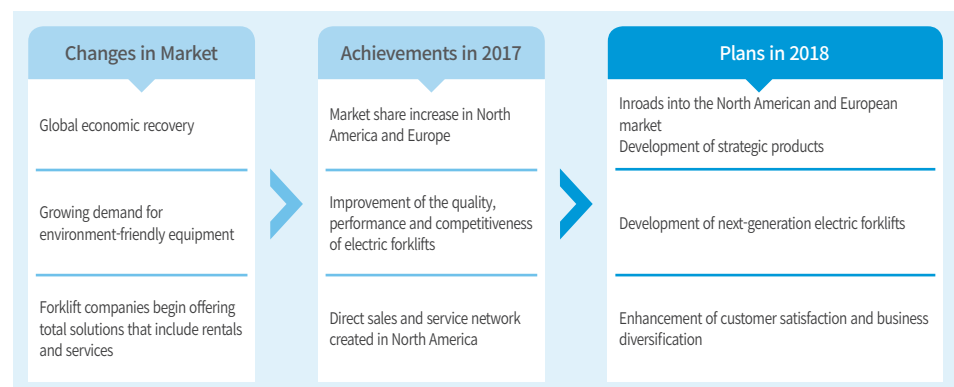 Changes in Market
Global economic recovery
Growing demand for
environment-friendly equipment
Forklift companies begin offering
total solutions that include rentals
and services
Achievements in 2017
Market share increase in North
America and Europe
Improvement of the quality,
performance and competitiveness
of electric forklifts
Direct sales and service network
created in North America
Plans in 2018
Inroads into the North American and European
market
Development of strategic products
Development of next-generation electric forklifts
Enhancement of customer satisfaction and business
diversification